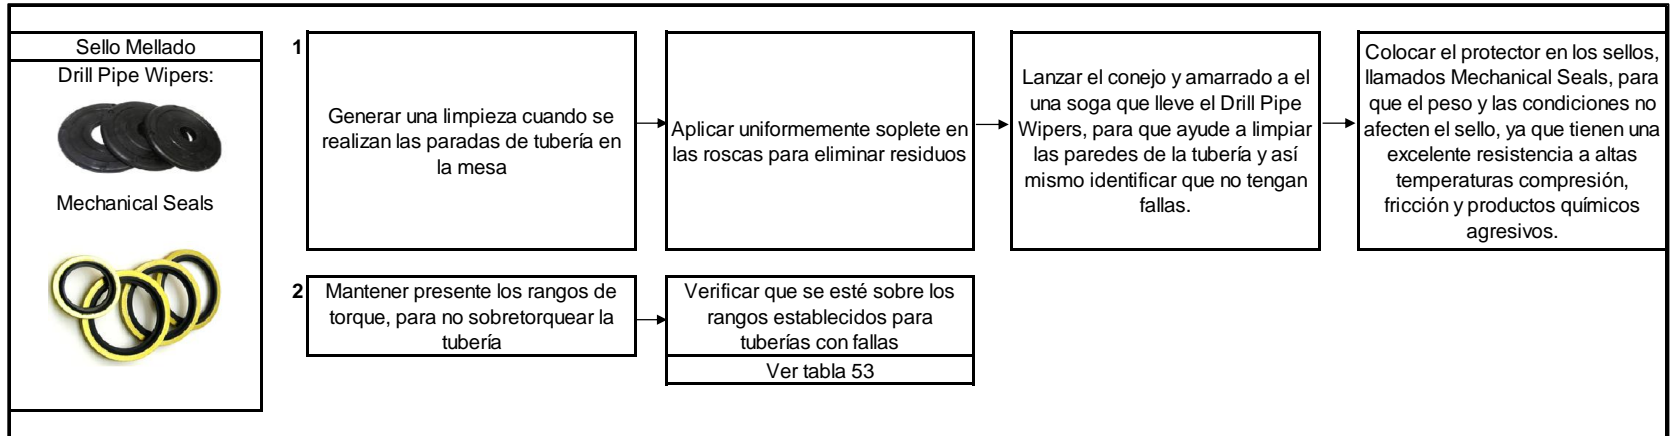 Sello Mellado
Drill Pipe Wipers:
Mechanical Seals
1
Generar una limpieza cuando se
realizan las paradas de tubería en
la mesa
Aplicar uniformemente soplete en
las roscas para eliminar residuos
Lanzar el conejo y amarrado a el
una soga que lleve el Drill Pipe
Wipers, para que ayude a limpiar
las paredes de la tubería y así
mismo identificar que no tengan
fallas.
Colocar el protector en los sellos,
llamados Mechanical Seals, para
que el peso y las condiciones no
afecten el sello, ya que tienen una
excelente resistencia a altas
temperaturas compresión,
fricción y productos químicos
agresivos.
2
Mantener presente los rangos de
torque, para no sobretorquear la
tubería
Verificar que se esté sobre los
rangos establecidos para
tuberías con fallas
Ver tabla 53